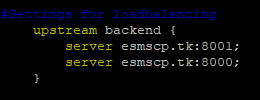 #Settings for loadbalancing
upstream backend {
server esmscp.tk:8001;
server esmscp.tk:8000;
}